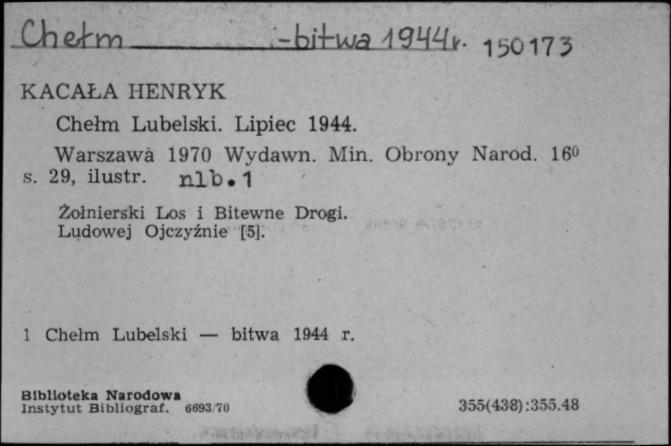 Chełm - bitwa 1944r. 150173
KACAŁA HENRYK
Chełm Lubelski. Lipiec 1944.
Warszawa 1970 Wydawn. Min. Obrony Narod. 16⁰
s. 29, ilustr. nlb. 1
Żołnierski Los i Bitewne Drogi.
Ludowej Ojczyźnie [5].
1 Chełm Lubelski — bitwa 1944 r.
Biblioteka Narodowa
Instytut Bibliograf. 6693/70 355(438):355.48